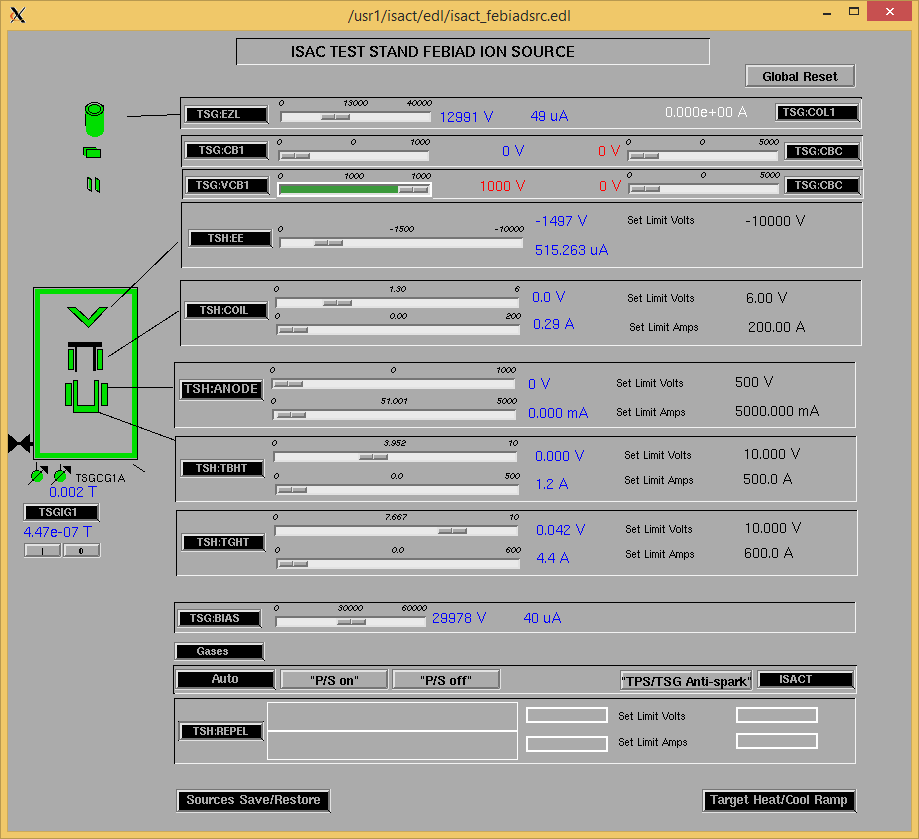 /usr1/isact/edl/isact_febiadsrc.edl
ISAC TEST STAND FEBIAD ION SOURCE
Global Reset
TSG:EZL 0 13000 40000 12991 V 49 uA 0.000e+00 A TSG:COL1
TSG:CB1 0 0 1000 0 V 0 V 0 5000 TSG:CBC
TSG:VCB1 0 1000 1000 1000 V 0 V 0 5000 TSG:CBC
TSH:EE 0 -1500 -10000 -1497 V Set Limit Volts -10000 V
515.263 uA
TSH:COIL 0 1.30 6 0.0 V Set Limit Volts 6.00 V
0 0.00 200 0.29 A Set Limit Amps 200.00 A
TSH:ANODE 0 0 1000 0 V Set Limit Volts 500 V
0 51.001 5000 0.000 mA Set Limit Amps 5000.000 mA
TSH:TBHT 0 3.952 10 0.000 V Set Limit Volts 10.000 V
0 0.0 500 1.2 A Set Limit Amps 500.0 A
TSGCG1A
0.002 T
TSGIG1
4.47e-07 T
I 0
TSH:TGHT 0 7.667 10 0.042 V Set Limit Volts 10.000 V
0 0.0 600 4.4 A Set Limit Amps 600.0 A
TSG:BIAS 0 30000 60000 29978 V 40 uA
Gases
Auto "P/S on" "P/S off" "TPS/TSG Anti-spark" ISACT
TSH:REPEL Set Limit Volts
Set Limit Amps
Sources Save/Restore Target Heat/Cool Ramp